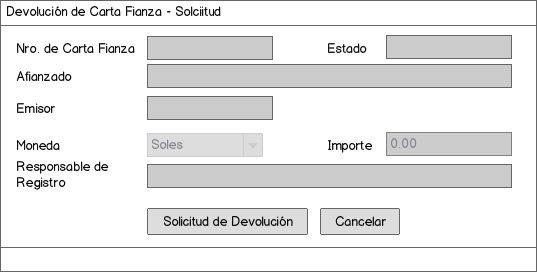 Devolución de Carta Fianza - Solciitud
Nro. de Carta Fianza
Estado
Afianzado
Emisor
Moneda
Soles
Importe
0.00
Responsable de
Registro
Solicitud de Devolución
Cancelar